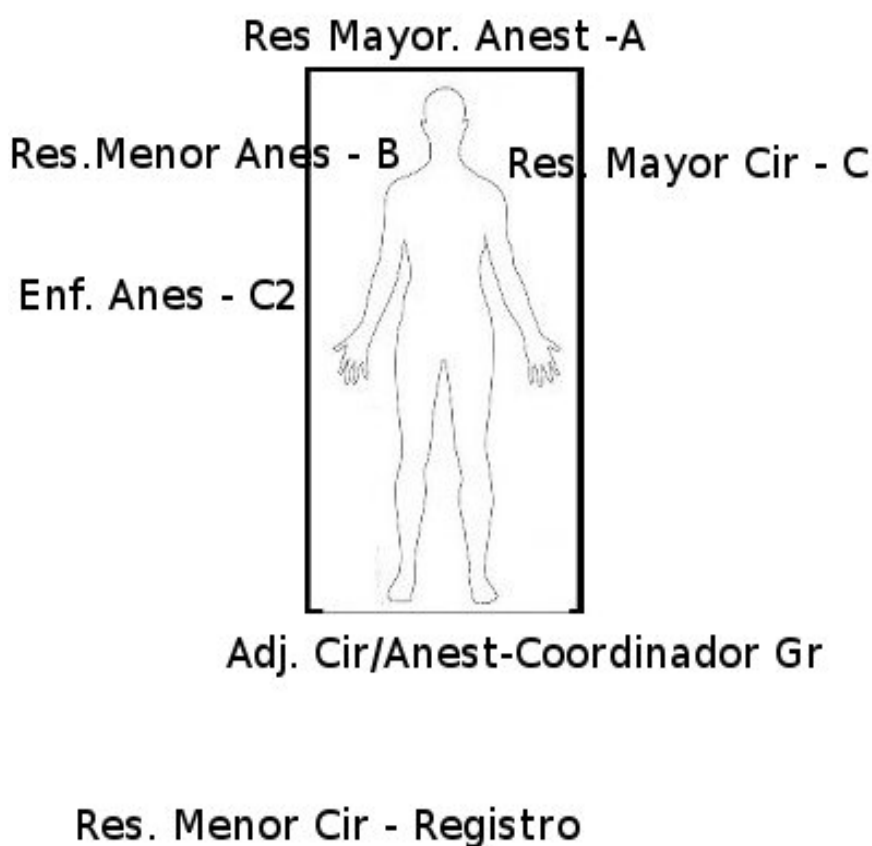 Res Mayor. Anest -A
Res.Menor Anes - B
Res. Mayor Cir - C
Enf. Anes - C2
Adj. Cir/Anest-Coordinador Gr
Res. Menor Cir - Registro